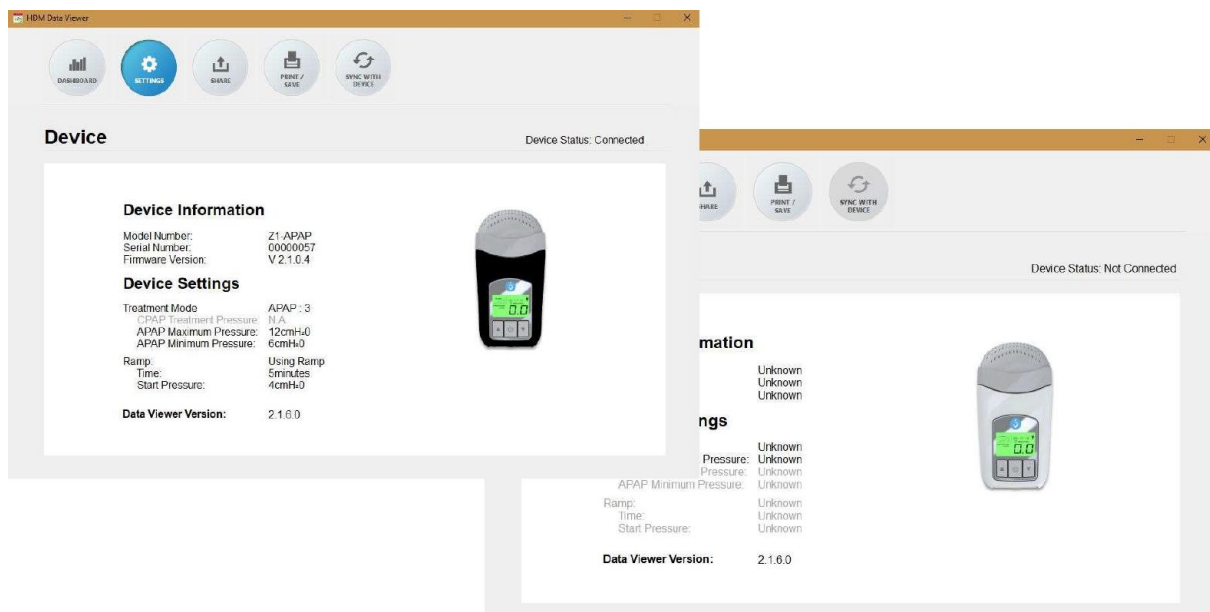 HDM Data Viewer
DASHBOARD
SETTINGS
SHARE
PRINT /
SAVE
SYNC WITH
DEVICE
Device
Device Status: Connected
Device Information
Model Number: Z1-APAP
Serial Number: 00000057
Firmware Version: V 2.1.0.4
Device Settings
Treatment Mode APAP : 3
CPAP Treatment Pressure: N.A
APAP Maximum Pressure: 12cmH₂0
APAP Minimum Pressure: 6cmH₂0
Ramp: Using Ramp
Time: 5minutes
Start Pressure: 4cmH₂0
Data Viewer Version: 2.1.6.0
0.0
HARE
PRINT /
SAVE
SYNC WITH
DEVICE
Device Status: Not Connected
mation
Unknown
Unknown
Unknown
ngs
Unknown
Pressure: Unknown
Pressure: Unknown
APAP Minimum Pressure: Unknown
Ramp: Unknown
Time: Unknown
Start Pressure: Unknown
Data Viewer Version: 2.1.6.0
0.0